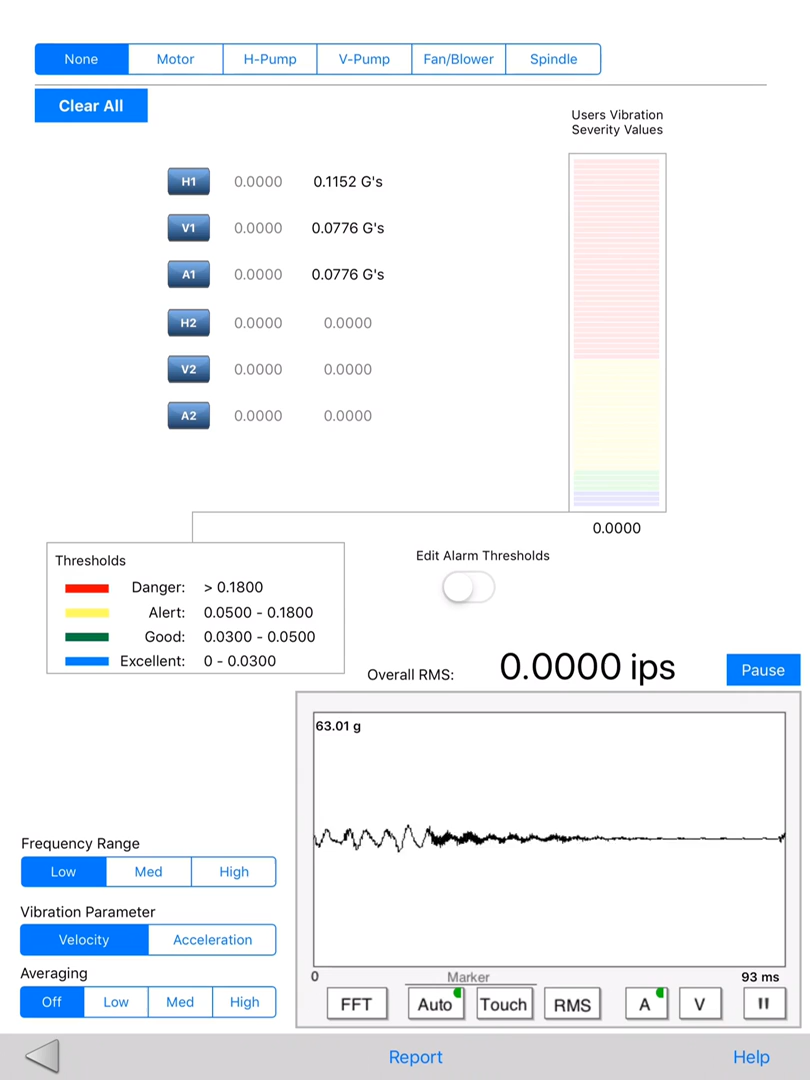 None Motor H-Pump V-Pump Fan/Blower Spindle
Clear All
Users Vibration
Severity Values
H1 0.0000 0.1152 G's
V1 0.0000 0.0776 G's
A1 0.0000 0.0776 G's
H2 0.0000 0.0000
V2 0.0000 0.0000
A2 0.0000 0.0000
0.0000
Edit Alarm Thresholds
Thresholds
Danger: > 0.1800
Alert: 0.0500 - 0.1800
Good: 0.0300 - 0.0500
Excellent: 0 - 0.0300
Overall RMS: 0.0000 ips Pause
63.01 g
0 Marker 93 ms
FFT Auto Touch RMS A V II
Frequency Range
Low Med High
Vibration Parameter
Velocity Acceleration
Averaging
Off Low Med High
Report Help